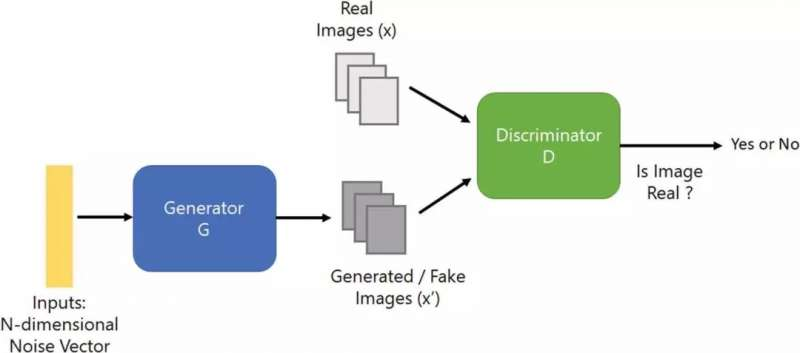 Real
Images (x)
Discriminator
D
Yes or No
Is Image
Real ?
Generator
G
Generated / Fake
Images (x’)
Inputs:
N-dimensional
Noise Vector